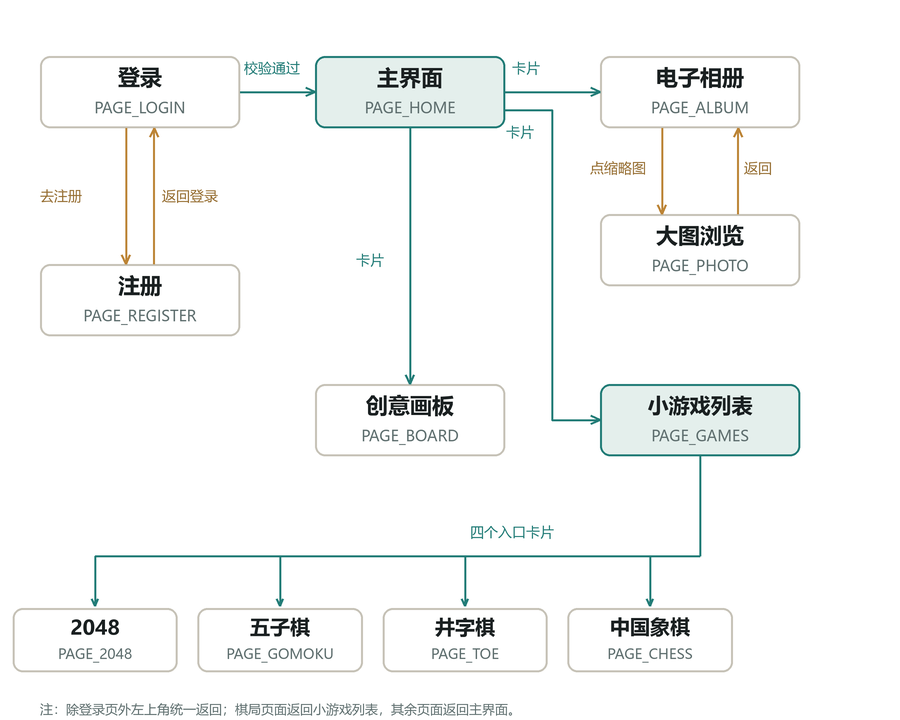 登录
PAGE_LOGIN
校验通过
主界面
PAGE_HOME
卡片
卡片
电子相册
PAGE_ALBUM
去注册
返回登录
点缩略图
返回
大图浏览
PAGE_PHOTO
注册
PAGE_REGISTER
卡片
创意画板
PAGE_BOARD
小游戏列表
PAGE_GAMES
四个入口卡片
2048
PAGE_2048
五子棋
PAGE_GOMOKU
井字棋
PAGE_TOE
中国象棋
PAGE_CHESS
注：除登录页外左上角统一返回；棋局页面返回小游戏列表，其余页面返回主界面。